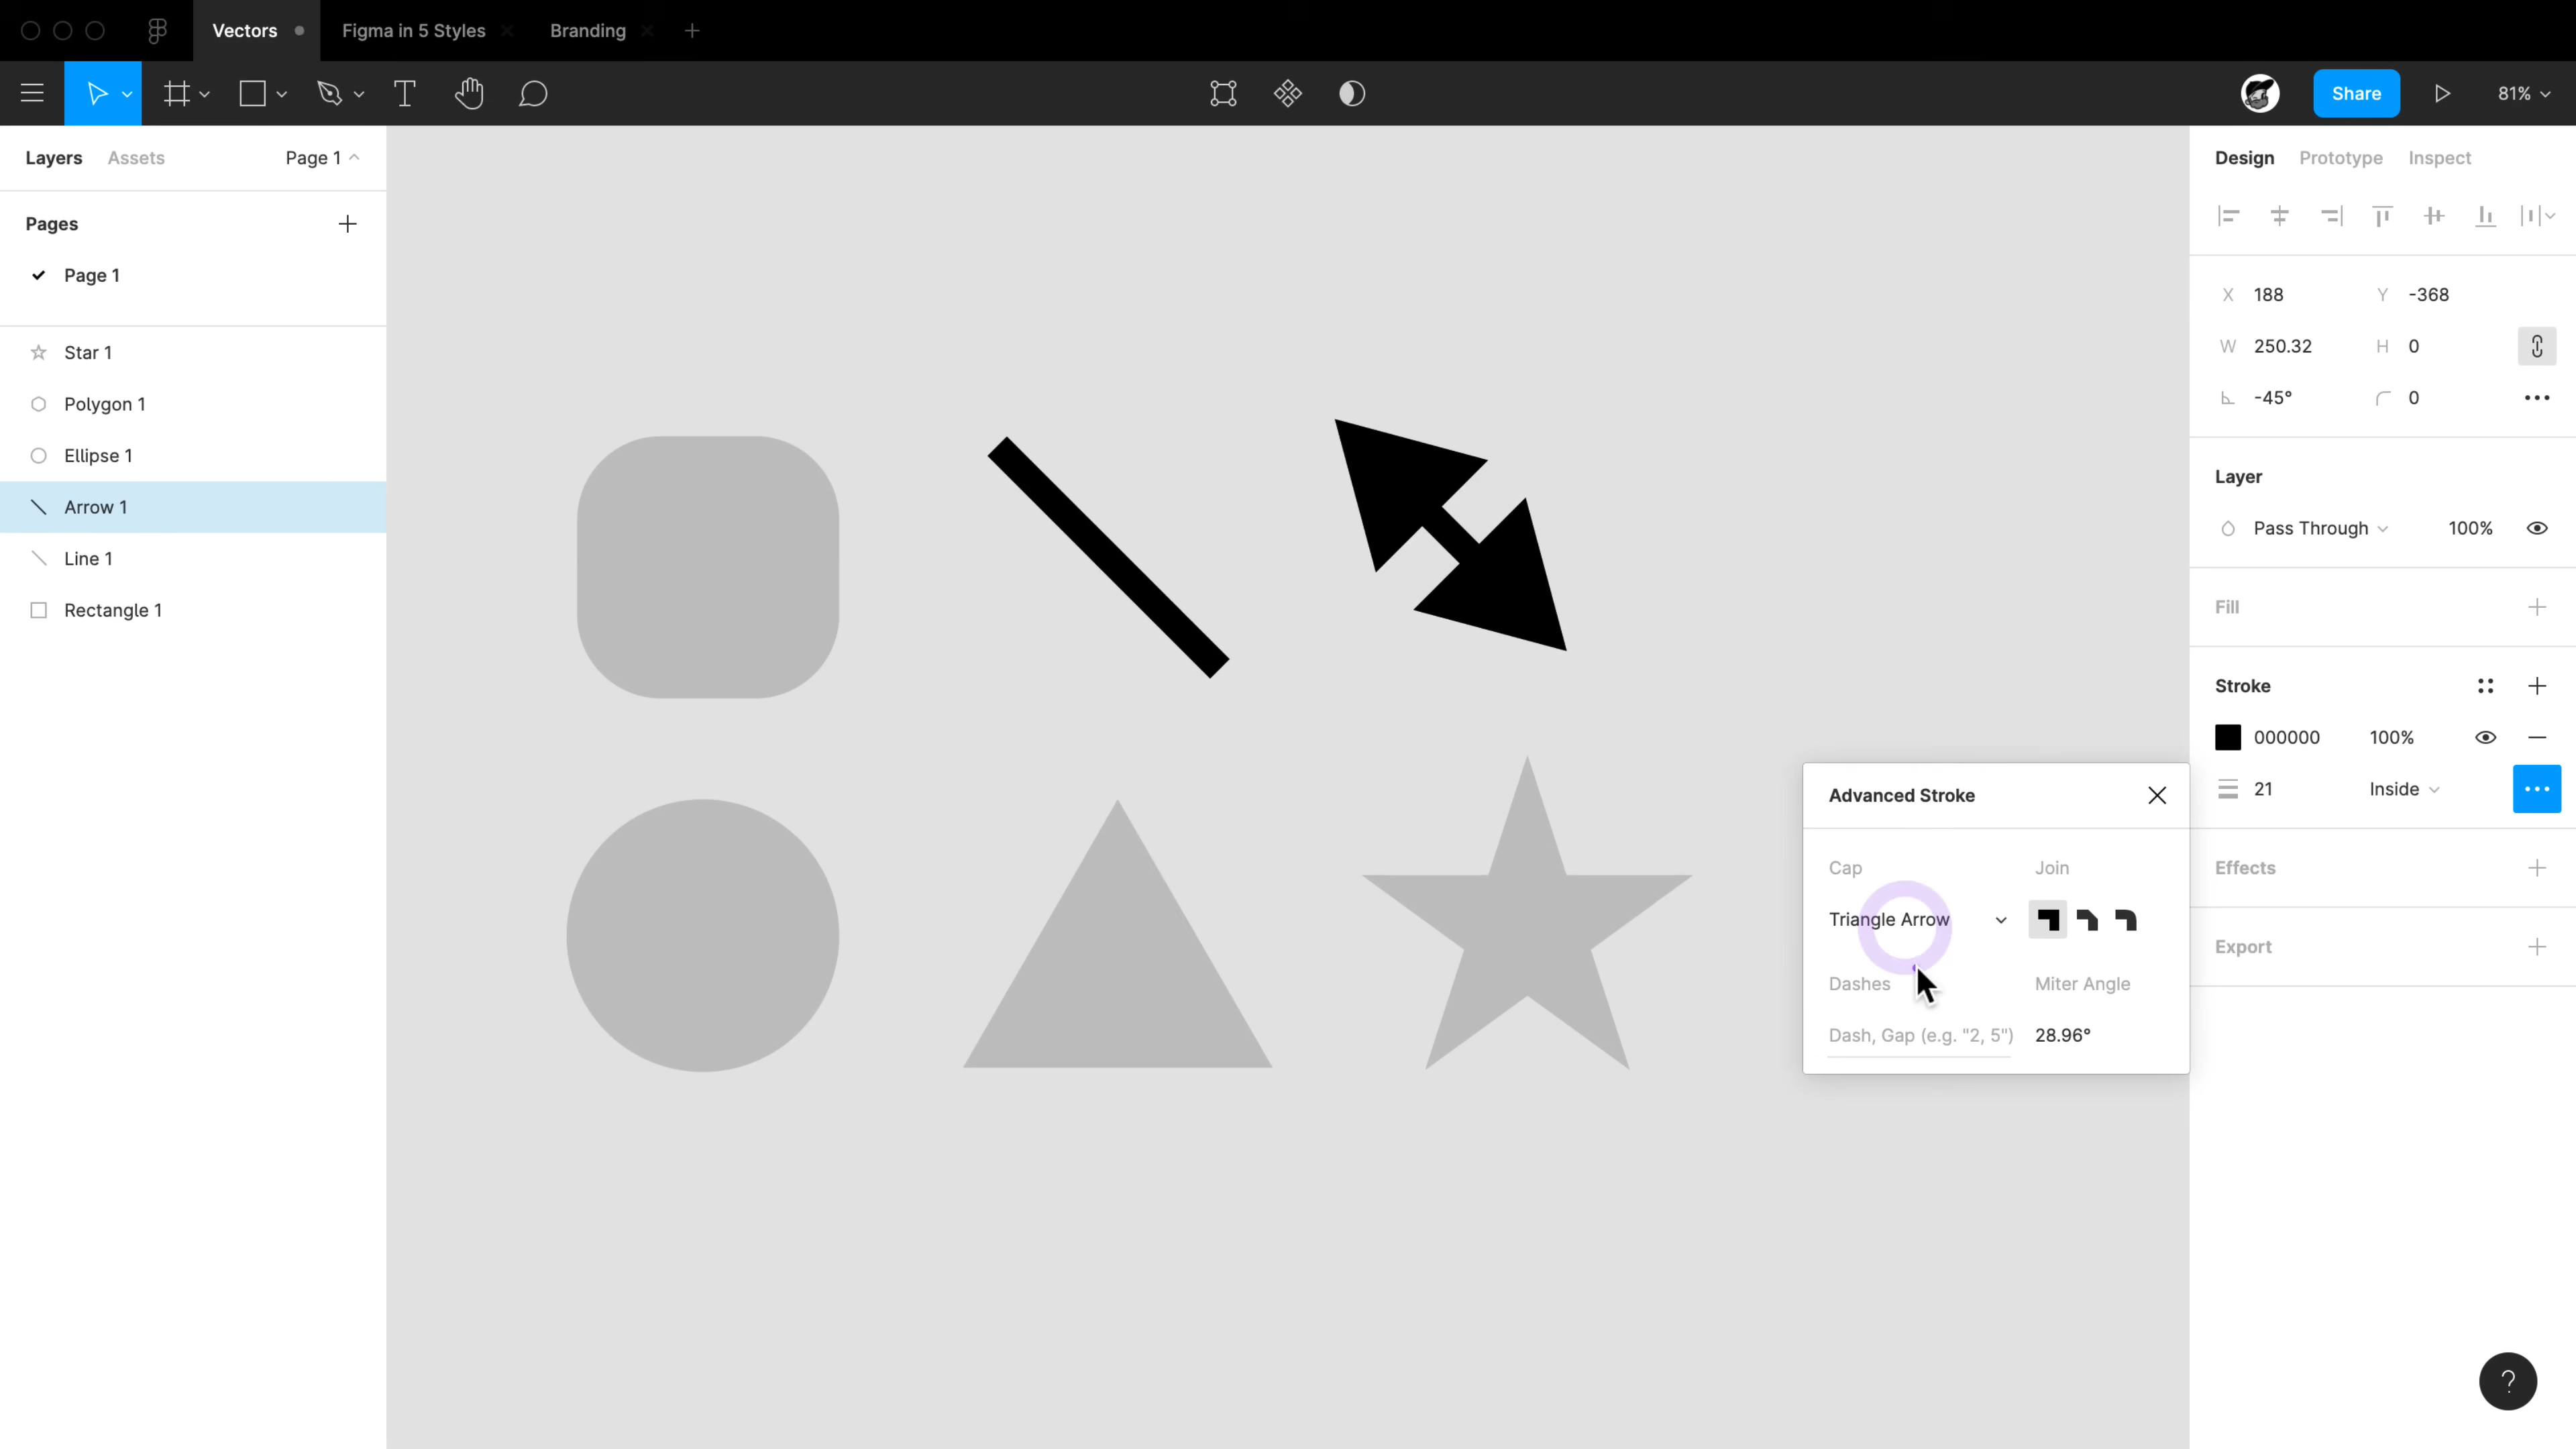 Vectors Figma in 5 Styles Branding
Share 81%
Layers Assets Page 1
Pages
Page 1
Star 1
Polygon 1
Ellipse 1
Arrow 1
Line 1
Rectangle 1
Design Prototype Inspect
X 188 Y -368
W 250.32 H 0
-45° 0
Layer
Pass Through 100%
Fill
Stroke
000000 100%
21 Inside
Effects
Export
Advanced Stroke
Cap Join
Triangle Arrow
Dashes Miter Angle
Dash, Gap (e.g. "2, 5") 28.96°
?